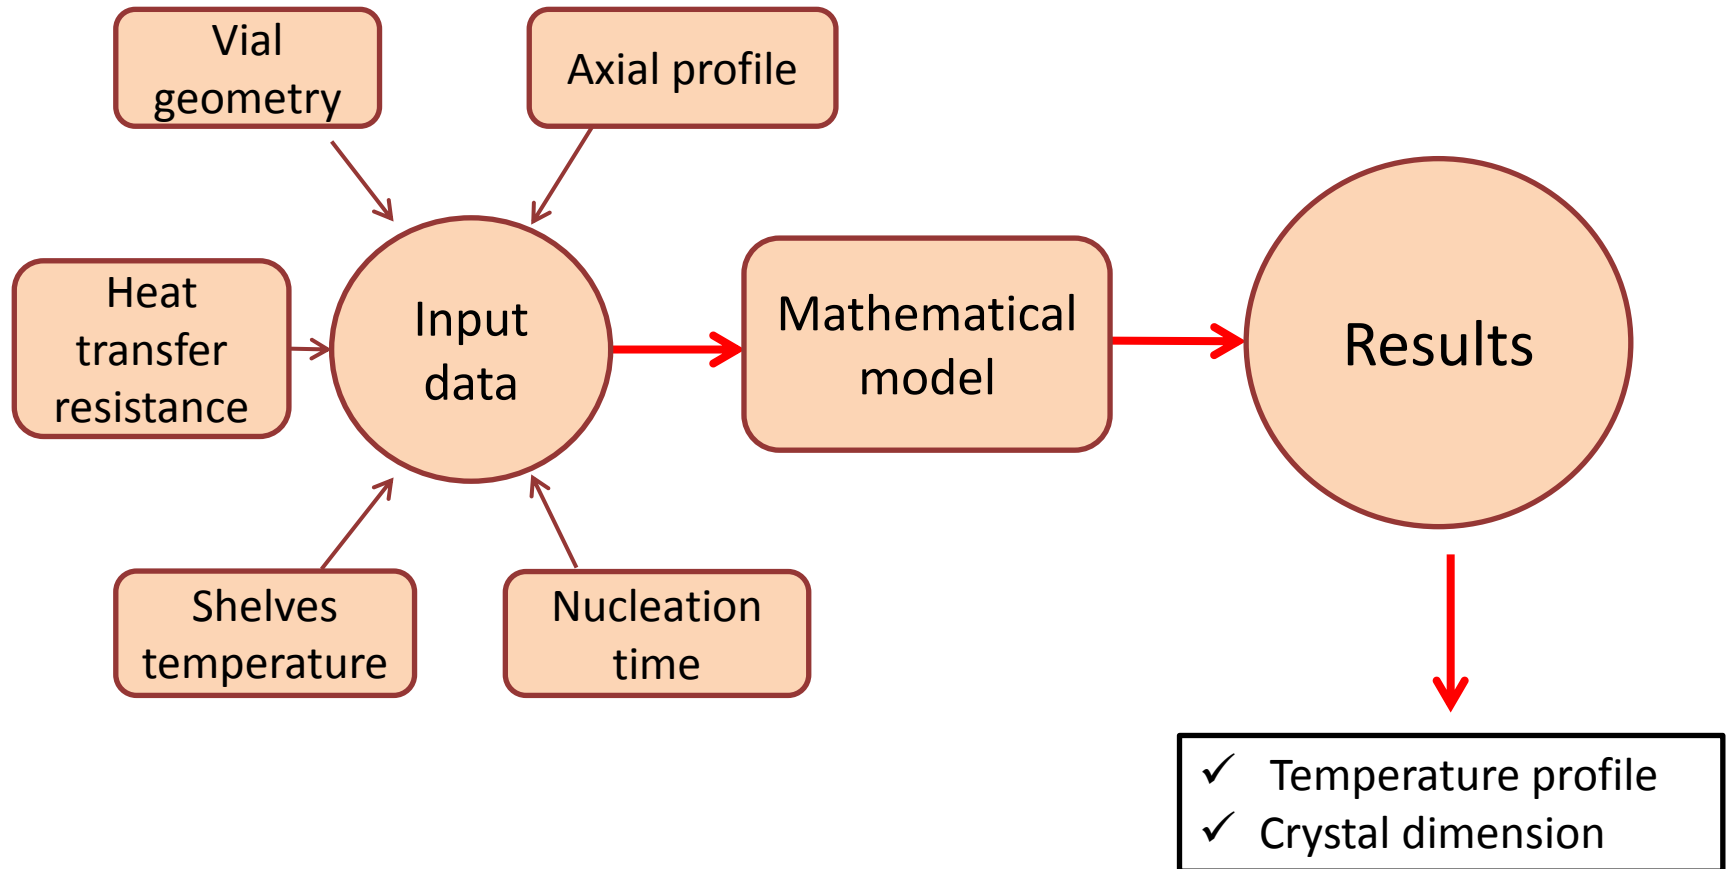 Vial
geometry
Axial profile
Heat
transfer
resistance
Input
data
Mathematical
model
Results
Shelves
temperature
Nucleation
time
✓ Temperature profile
✓ Crystal dimension